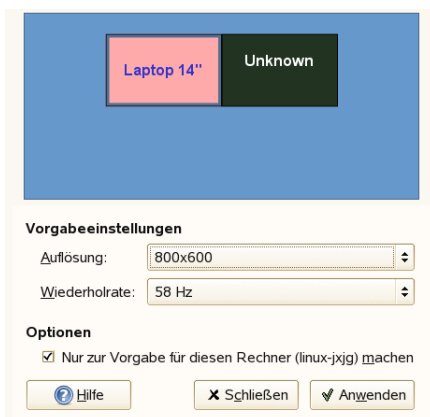 Laptop 14"
Unknown
Vorgabeeinstellungen
Auflösung: 800x600
Wiederholrate: 58 Hz
Optionen
Nur zur Vorgabe für diesen Rechner (linux-jxjg) machen
Hilfe Schließen Anwenden